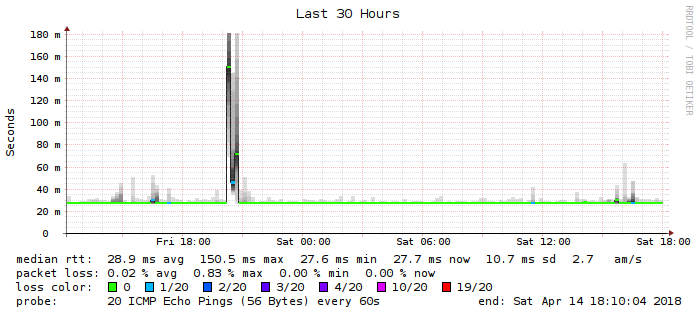 Last 30 Hours
RRDTOOL / TOBI OETIKER
Seconds
180 m
160 m
140 m
120 m
100 m
80 m
60 m
40 m
20 m
0
Fri 18:00 Sat 00:00 Sat 06:00 Sat 12:00 Sat 18:00
median rtt: 28.9 ms avg 150.5 ms max 27.6 ms min 27.7 ms now 10.7 ms sd 2.7 am/s
packet loss: 0.02 % avg 0.83 % max 0.00 % min 0.00 % now
loss color: 0 1/20 2/20 3/20 4/20 10/20 19/20
probe: 20 ICMP Echo Pings (56 Bytes) every 60s end: Sat Apr 14 18:10:04 2018